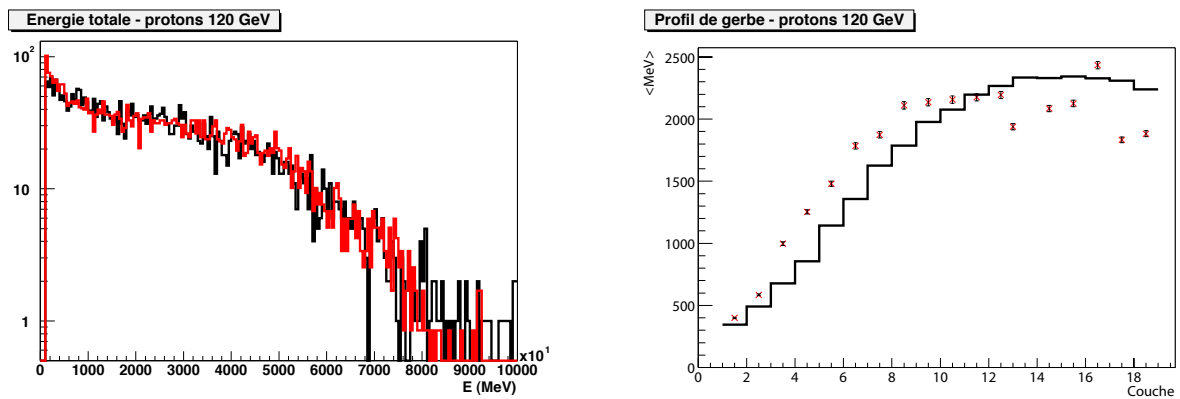 Energie totale - protons 120 GeV
10²
10
1
0 1000 2000 3000 4000 5000 6000 7000 8000 9000 10000
x10¹
E (MeV)
Profil de gerbe - protons 120 GeV
<MeV>
2500
2000
1500
1000
500
0
0 2 4 6 8 10 12 14 16 18
Couche